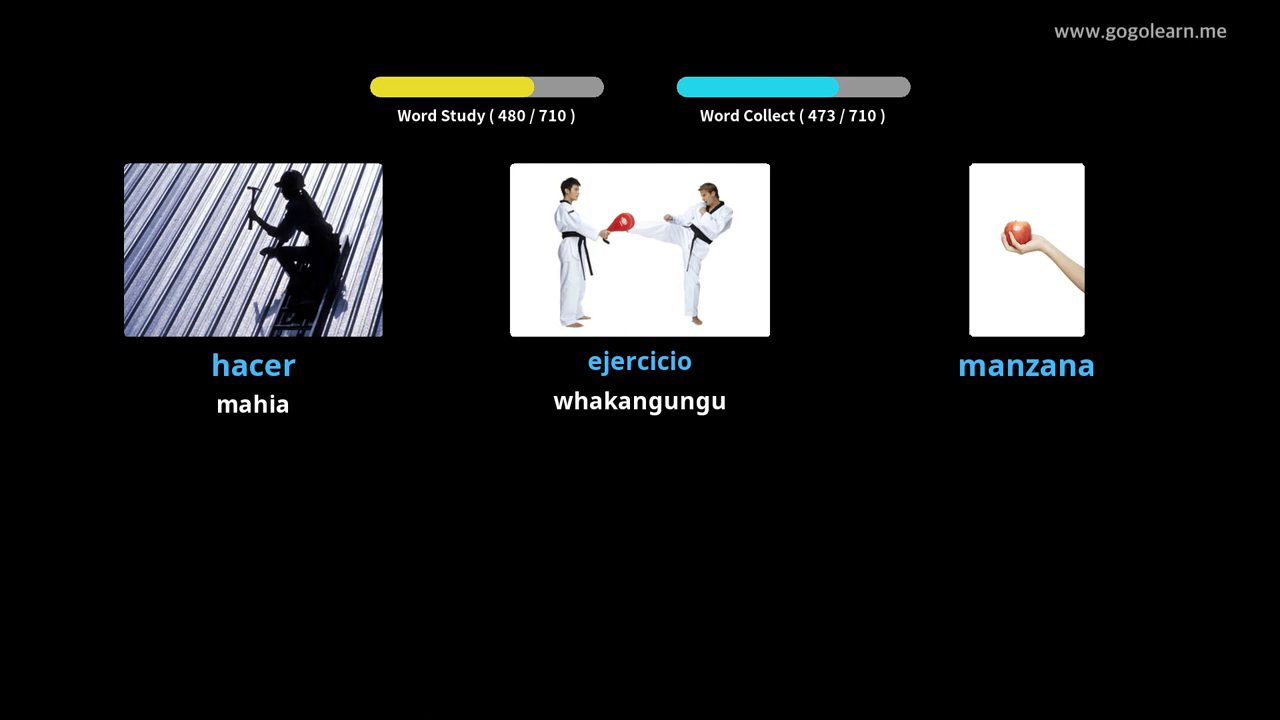 www.gogolearn.me
Word Study ( 480 / 710 )
Word Collect ( 473 / 710 )
hacer
mahia
ejercicio
whakangungu
manzana